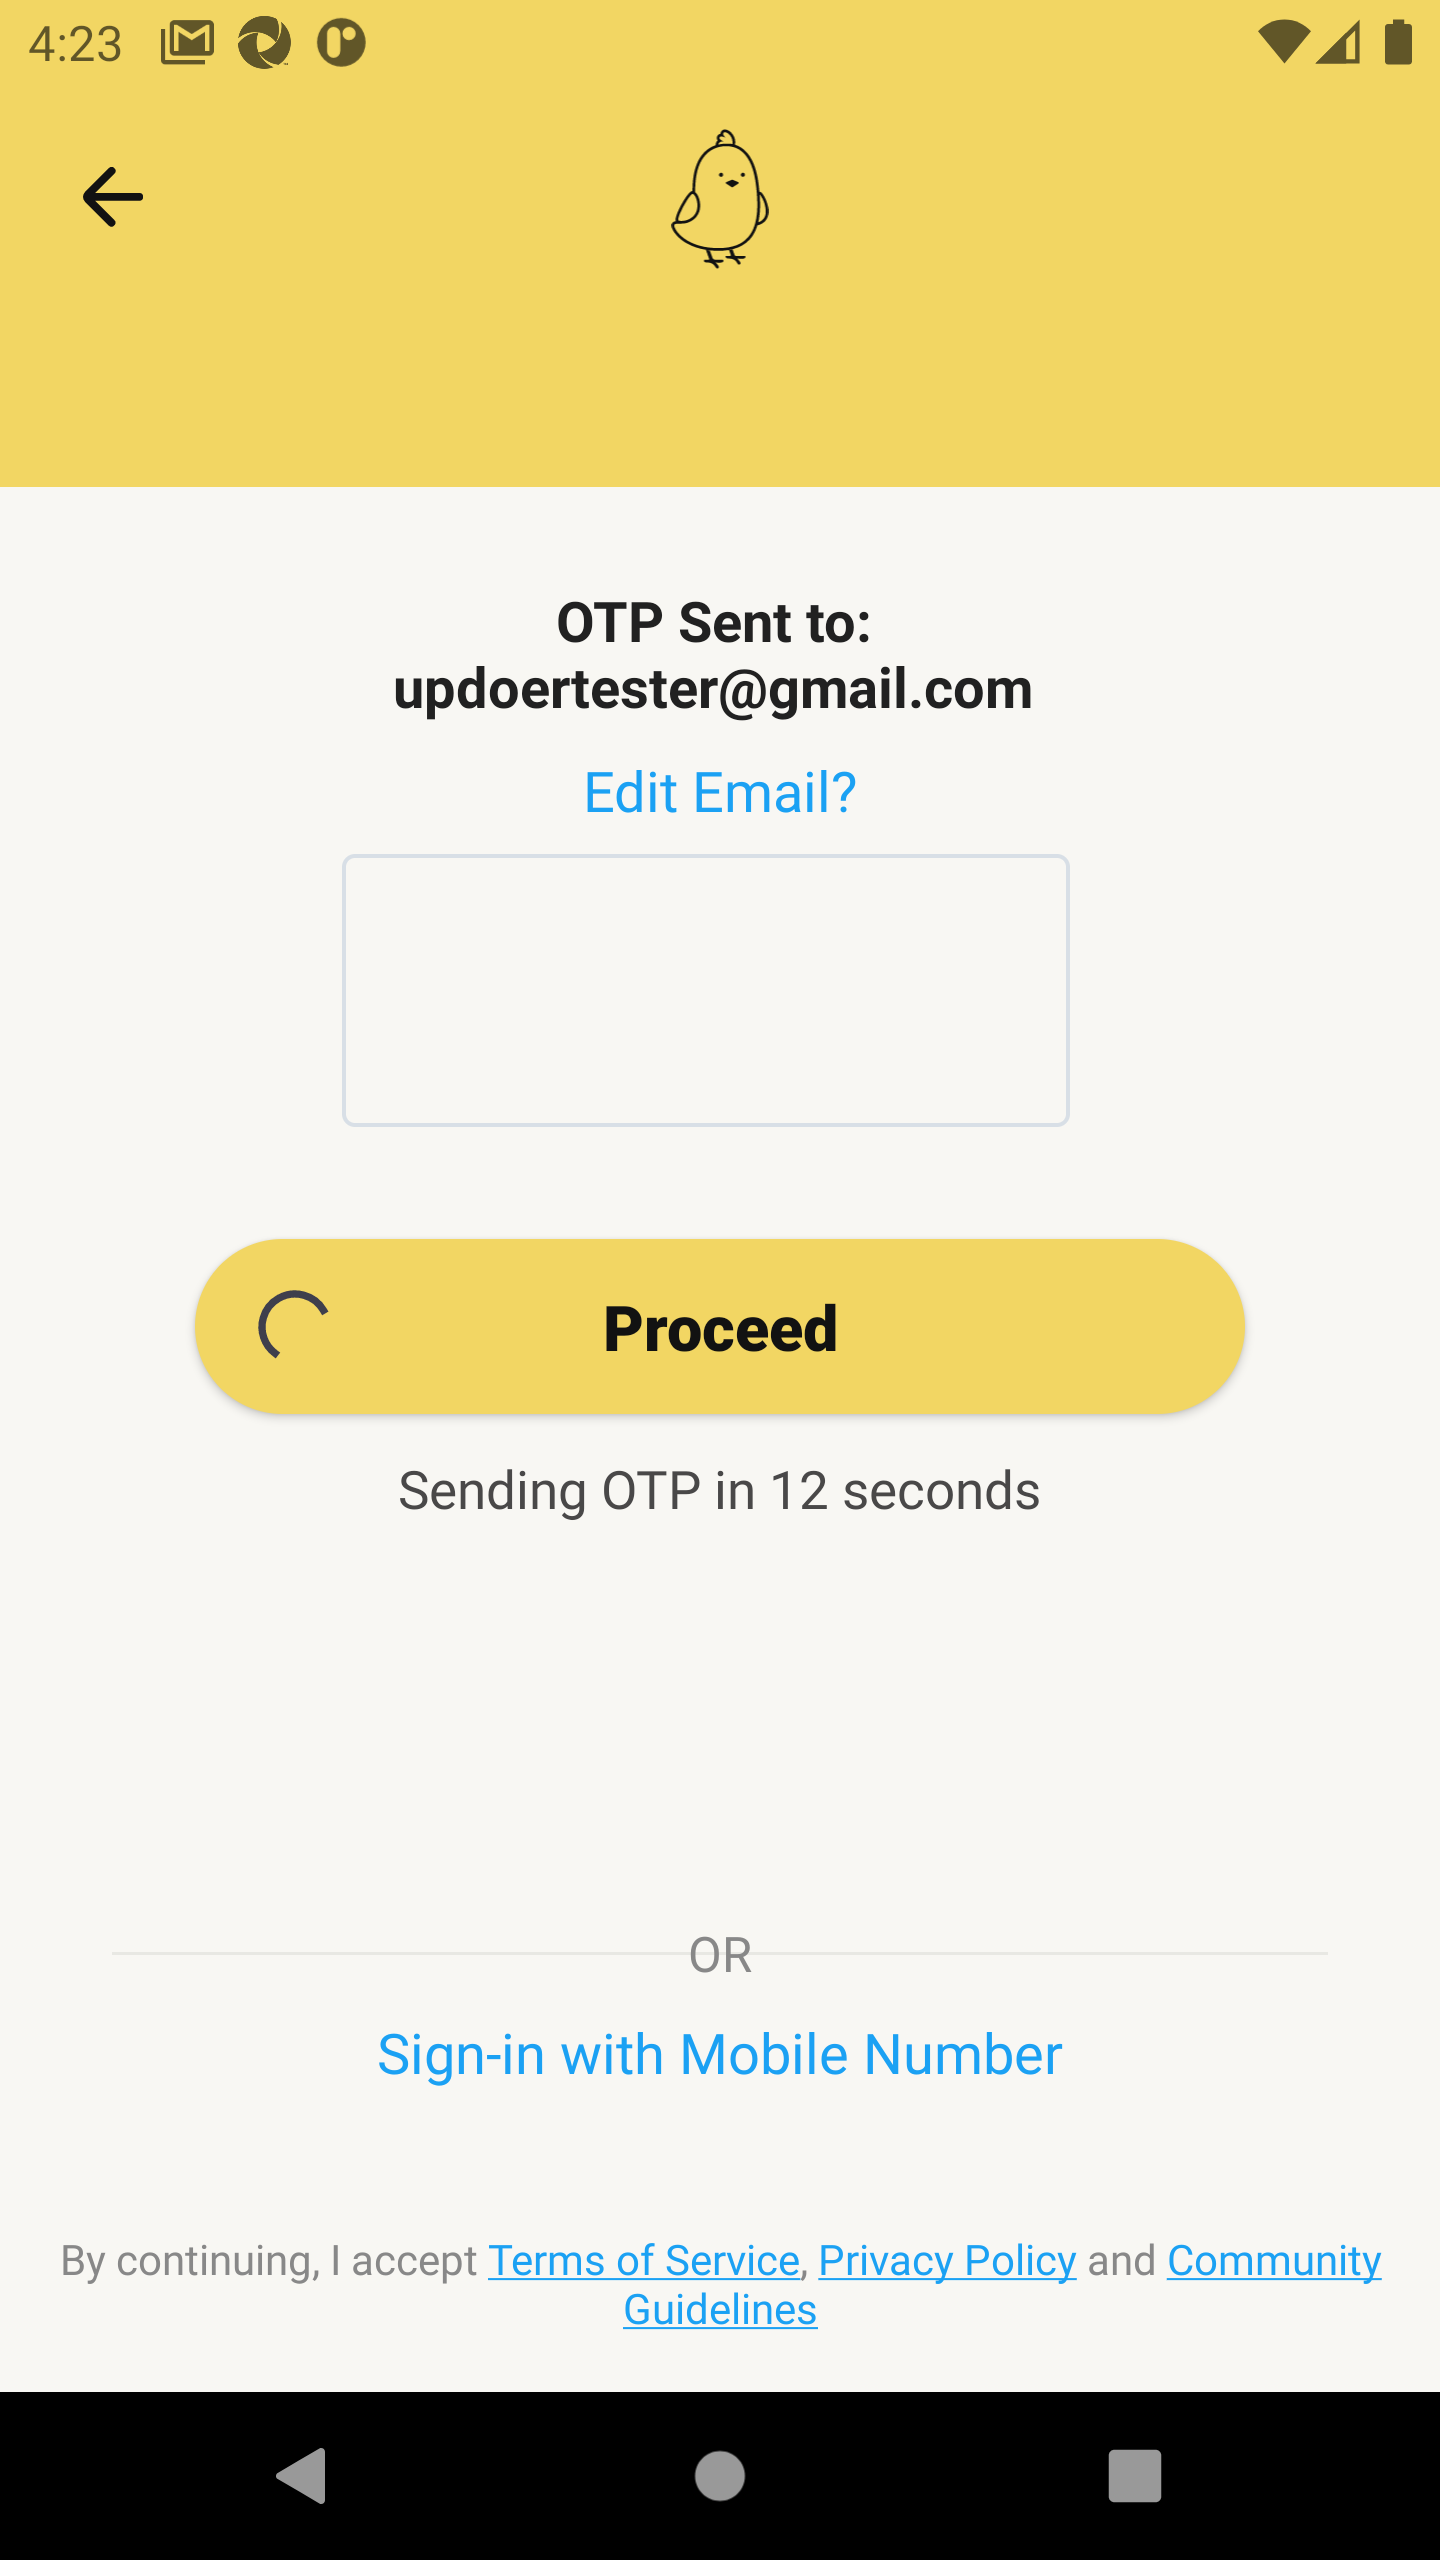 4:23
OTP Sent to:
updoertester@gmail.com
Edit Email?
Proceed
Sending OTP in 12 seconds
OR
Sign-in with Mobile Number
By continuing, I accept Terms of Service, Privacy Policy and Community
Guidelines